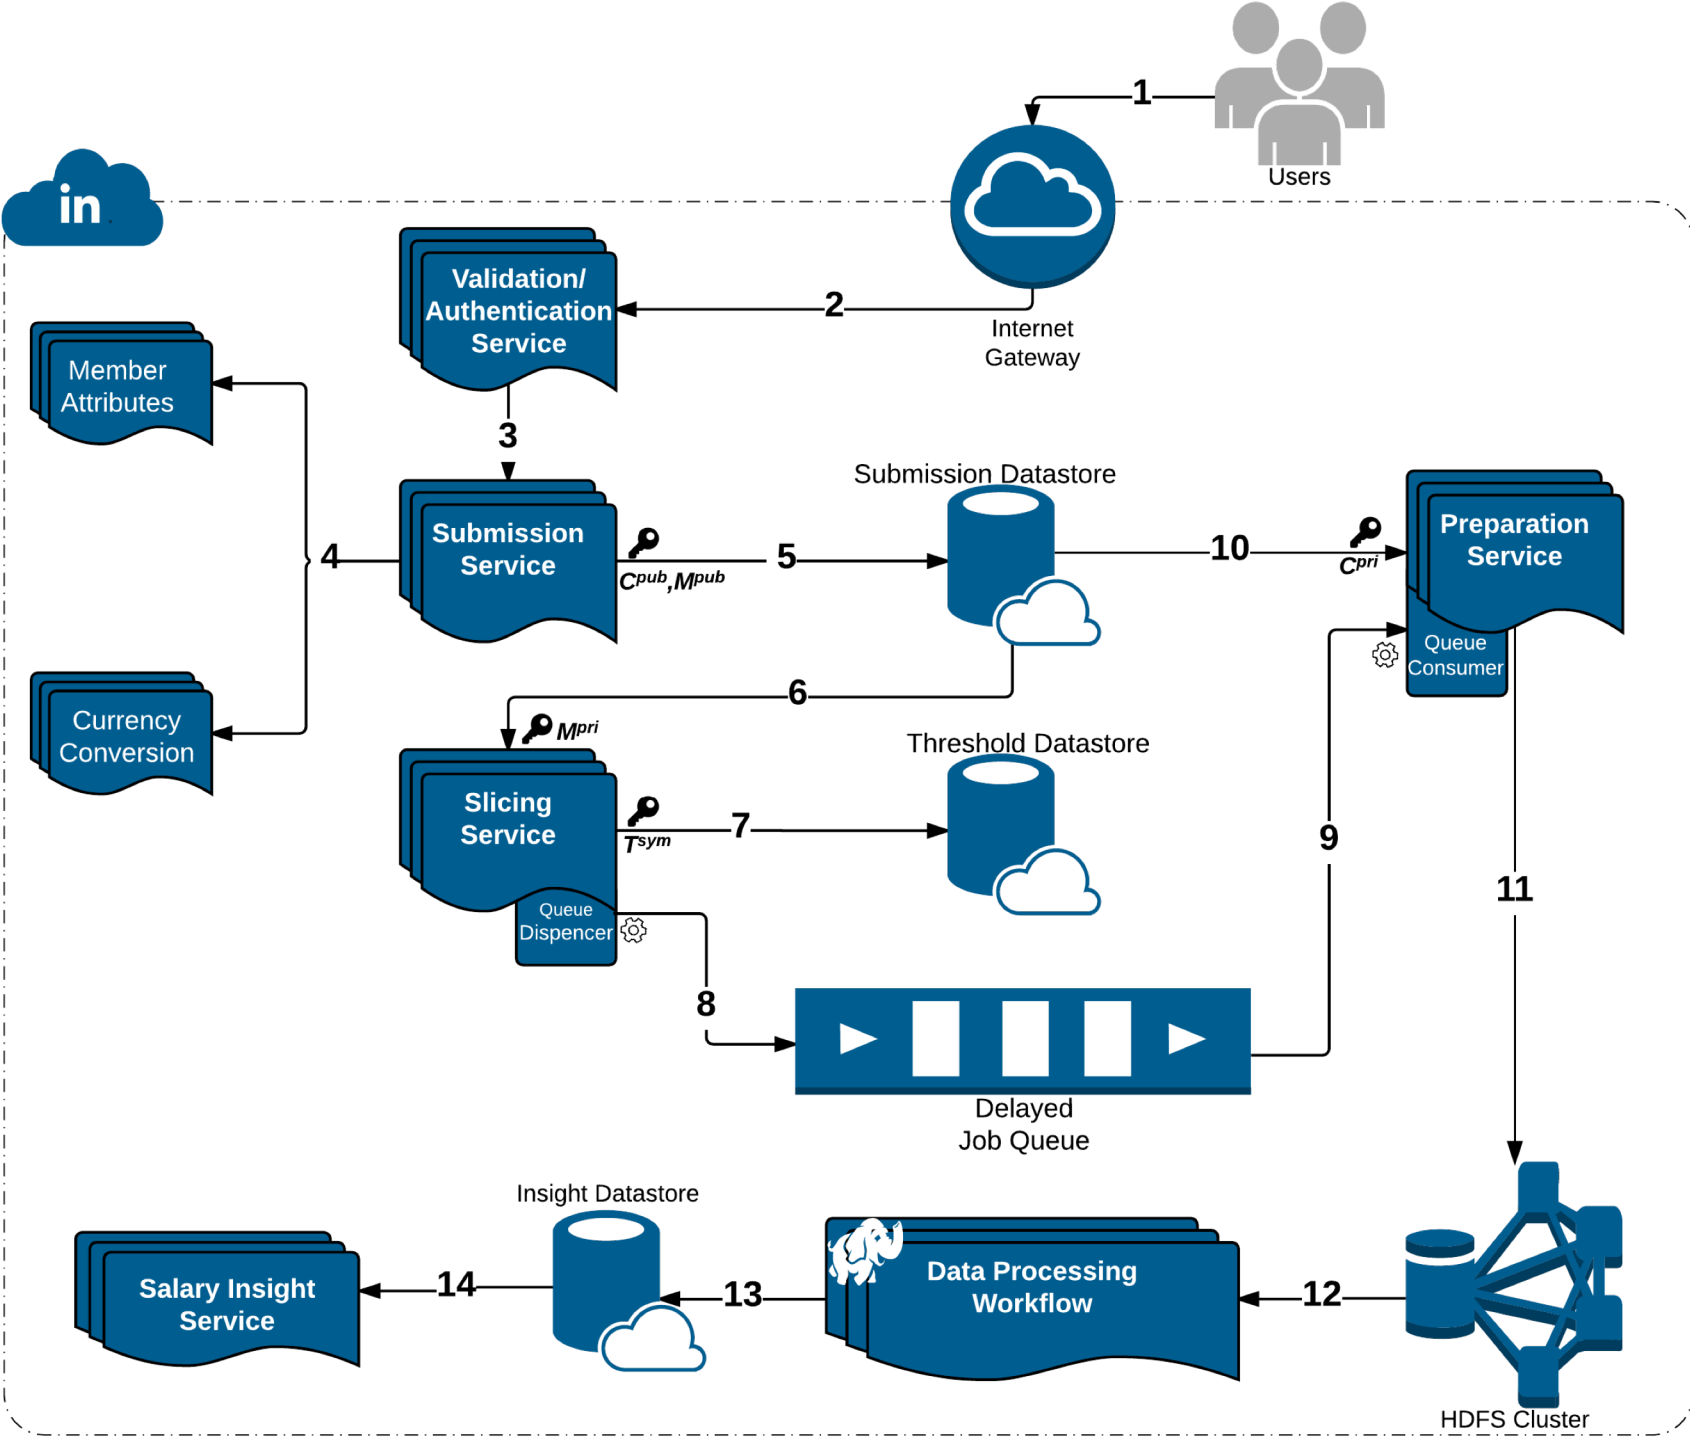 1
Users
in
Validation/
Authentication
Service
2
Internet
Gateway
Member
Attributes
3
Submission Datastore
Submission
Service
4
Cpub,Mpub
5
10
Cpri
Preparation
Service
Queue
Consumer
6
Mpri
Currency
Conversion
Threshold Datastore
Slicing
Service
Tsym
7
9
Queue
Dispencer
11
8
Delayed
Job Queue
Insight Datastore
Salary Insight
Service
14
13
Data Processing
Workflow
12
HDFS Cluster